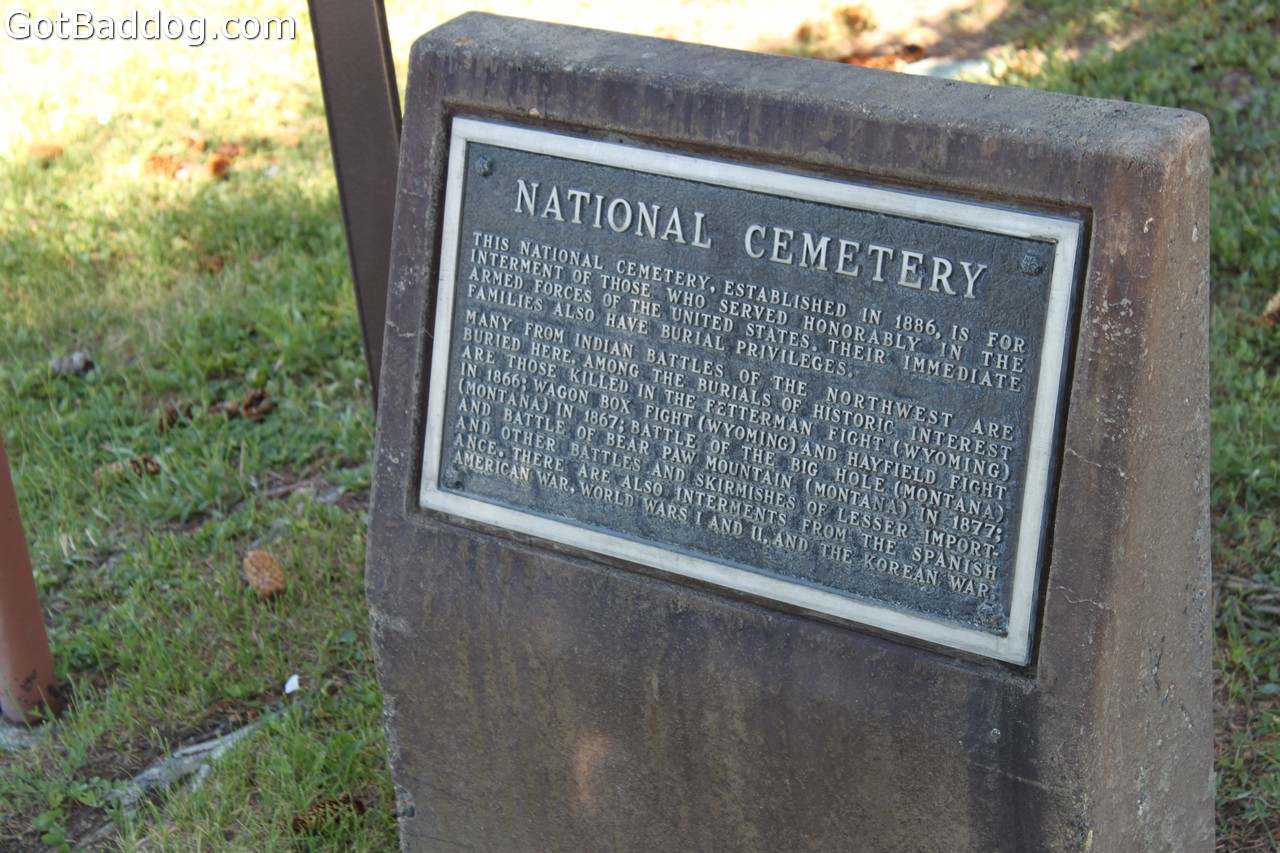 GotBaddog.com
NATIONAL CEMETERY
THIS NATIONAL CEMETERY, ESTABLISHED IN 1886, IS FOR
INTERMENT OF THOSE WHO SERVED HONORABLY IN THE
ARMED FORCES OF THE UNITED STATES. THEIR IMMEDIATE
FAMILIES ALSO HAVE BURIAL PRIVILEGES.
MANY FROM INDIAN BATTLES OF THE NORTHWEST ARE
BURIED HERE. AMONG THE BURIALS OF HISTORIC INTEREST
ARE THOSE KILLED IN THE FETTERMAN FIGHT (WYOMING)
IN 1866; WAGON BOX FIGHT (WYOMING) AND HAYFIELD FIGHT
(MONTANA) IN 1867; BATTLE OF THE BIG HOLE (MONTANA)
AND BATTLE OF BEAR PAW MOUNTAIN (MONTANA) IN 1877;
AND OTHER BATTLES AND SKIRMISHES OF LESSER IMPORT-
ANCE. THERE ARE ALSO INTERMENTS FROM THE SPANISH
AMERICAN WAR, WORLD WARS I AND II, AND THE KOREAN WAR.